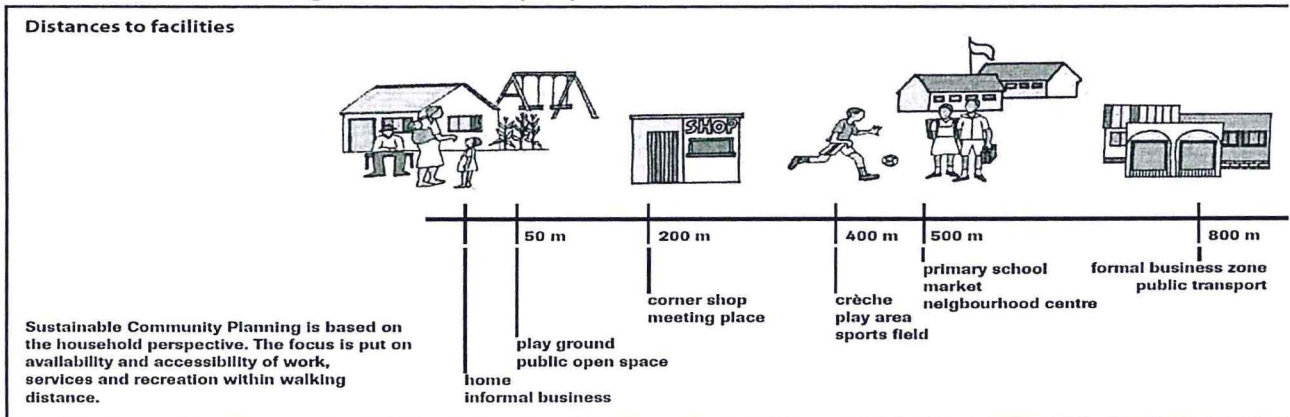 Distances to facilities
SHOP
50 m
200 m
400 m
500 m
800 m
home
informal business
play ground
public open space
corner shop
meeting place
crèche
play area
sports field
primary school
market
neigbourhood centre
formal business zone
public transport
Sustainable Community Planning is based on
the household perspective. The focus is put on
availability and accessibility of work,
services and recreation within walking
distance.